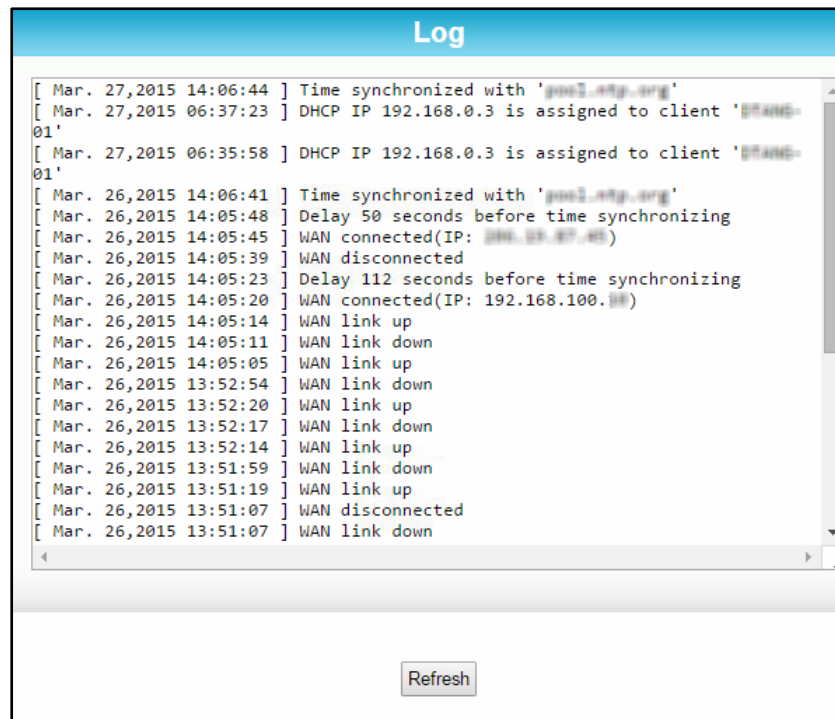 Log
[ Mar. 27,2015 14:06:44 ] Time synchronized with '
[ Mar. 27,2015 06:37:23 ] DHCP IP 192.168.0.3 is assigned to client '
01'
[ Mar. 27,2015 06:35:58 ] DHCP IP 192.168.0.3 is assigned to client '
01'
[ Mar. 26,2015 14:06:41 ] Time synchronized with '
[ Mar. 26,2015 14:05:48 ] Delay 50 seconds before time synchronizing
[ Mar. 26,2015 14:05:45 ] WAN connected(IP: )
[ Mar. 26,2015 14:05:39 ] WAN disconnected
[ Mar. 26,2015 14:05:23 ] Delay 112 seconds before time synchronizing
[ Mar. 26,2015 14:05:20 ] WAN connected(IP: 192.168.100. )
[ Mar. 26,2015 14:05:14 ] WAN link up
[ Mar. 26,2015 14:05:11 ] WAN link down
[ Mar. 26,2015 14:05:05 ] WAN link up
[ Mar. 26,2015 13:52:54 ] WAN link down
[ Mar. 26,2015 13:52:20 ] WAN link up
[ Mar. 26,2015 13:52:17 ] WAN link down
[ Mar. 26,2015 13:52:14 ] WAN link up
[ Mar. 26,2015 13:51:59 ] WAN link down
[ Mar. 26,2015 13:51:19 ] WAN link up
[ Mar. 26,2015 13:51:07 ] WAN disconnected
[ Mar. 26,2015 13:51:07 ] WAN link down
Refresh